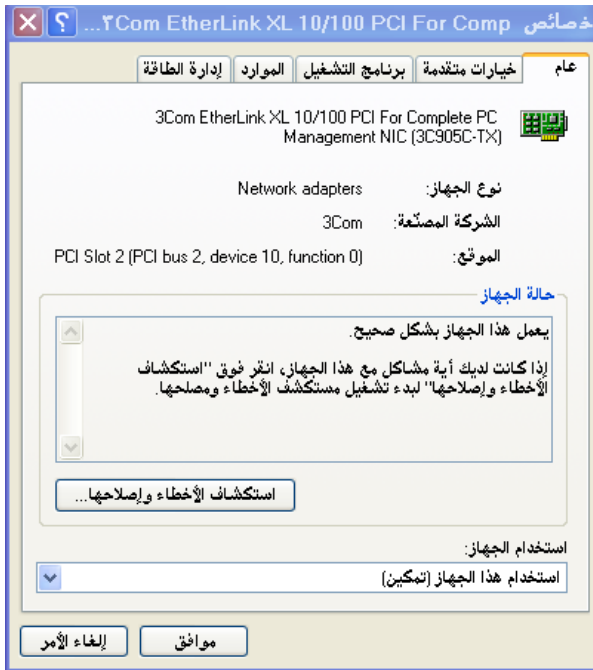 خصائص 3Com EtherLink XL 10/100 PCI For Comp...
عام
خيارات متقدمة
برنامج التشغيل
الموارد
إدارة الطاقة
3Com EtherLink XL 10/100 PCI For Complete PC
Management NIC (3C905C-TX)
نوع الجهاز: Network adapters
الشركة المصنّعة: 3Com
الموقع: PCI Slot 2 (PCI bus 2, device 10, function 0)
حالة الجهاز
يعمل هذا الجهاز بشكل صحيح.
إذا كانت لديك أية مشاكل مع هذا الجهاز، انقر فوق "استكشاف
الأخطاء وإصلاحها" لبدء تشغيل مستكشف الأخطاء ومصلحها.
استكشاف الأخطاء وإصلاحها...
استخدام الجهاز:
استخدام هذا الجهاز (تمكين)
موافق
إلغاء الأمر